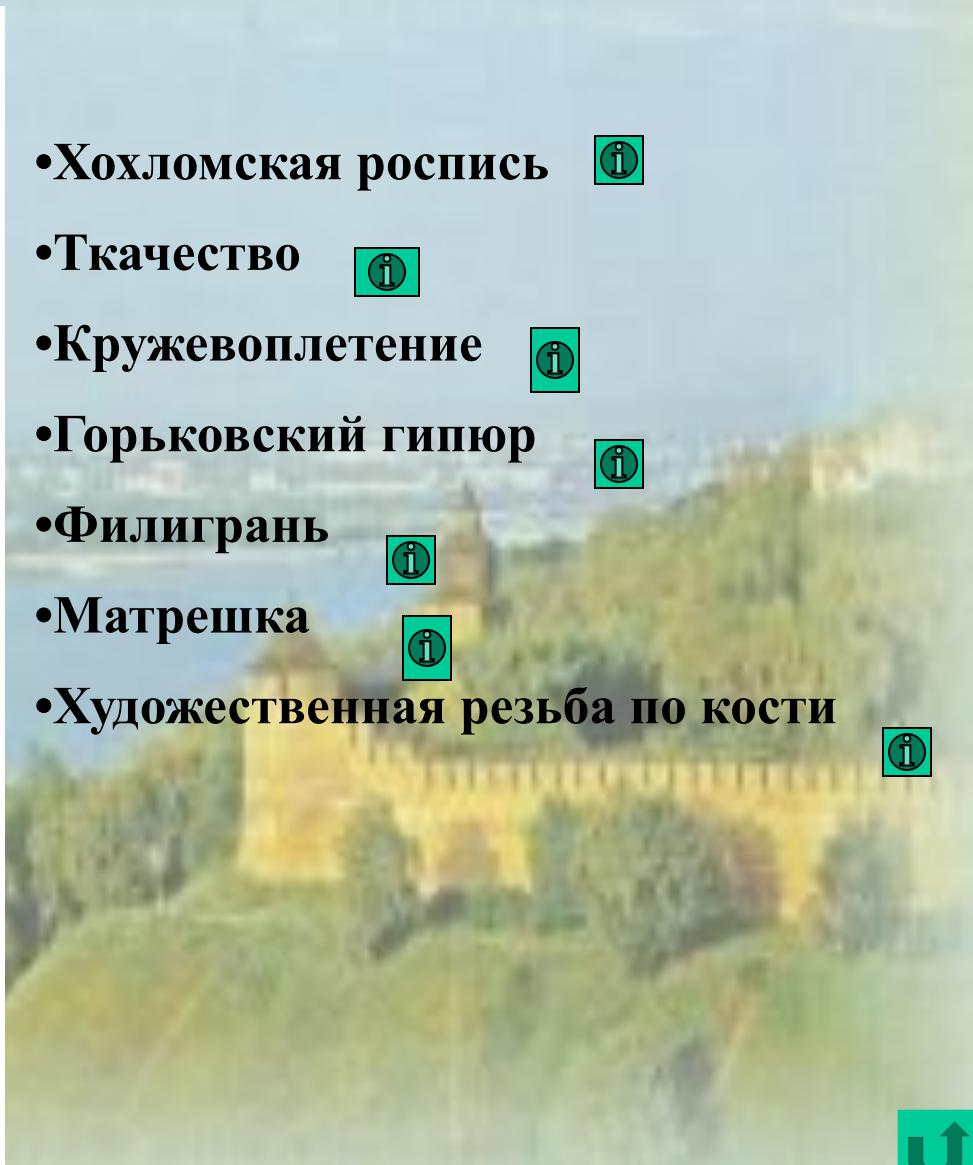 •Хохломская роспись
•Ткачество
•Кружевоплетение
•Горьковский гипюр
•Филигрань
•Матрешка
•Художественная резьба по кости